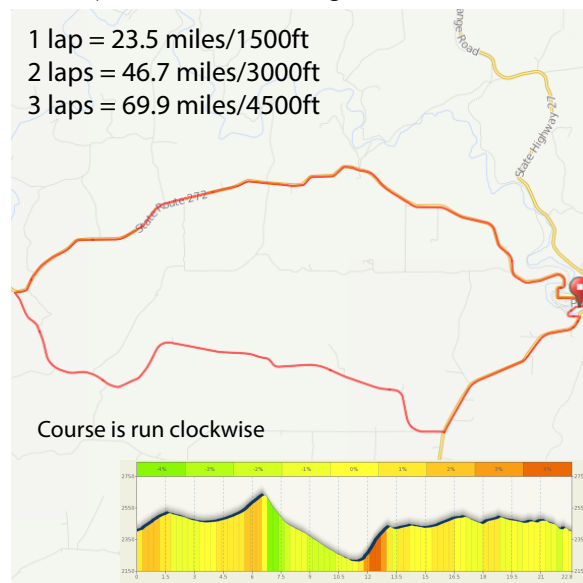 1 lap = 23.5 miles/1500ft
2 laps = 46.7 miles/3000ft
3 laps = 69.9 miles/4500ft
ange Road
State Highway 27
State Route 272
Course is run clockwise
-4% -3% -2% -1% 0% 1% 2% 3%
2750
2550
2350
2150
0 1.5 3 4.5 6 7.5 9 10.5 12 13.5 15 16.5 18 19.5 21 22.8